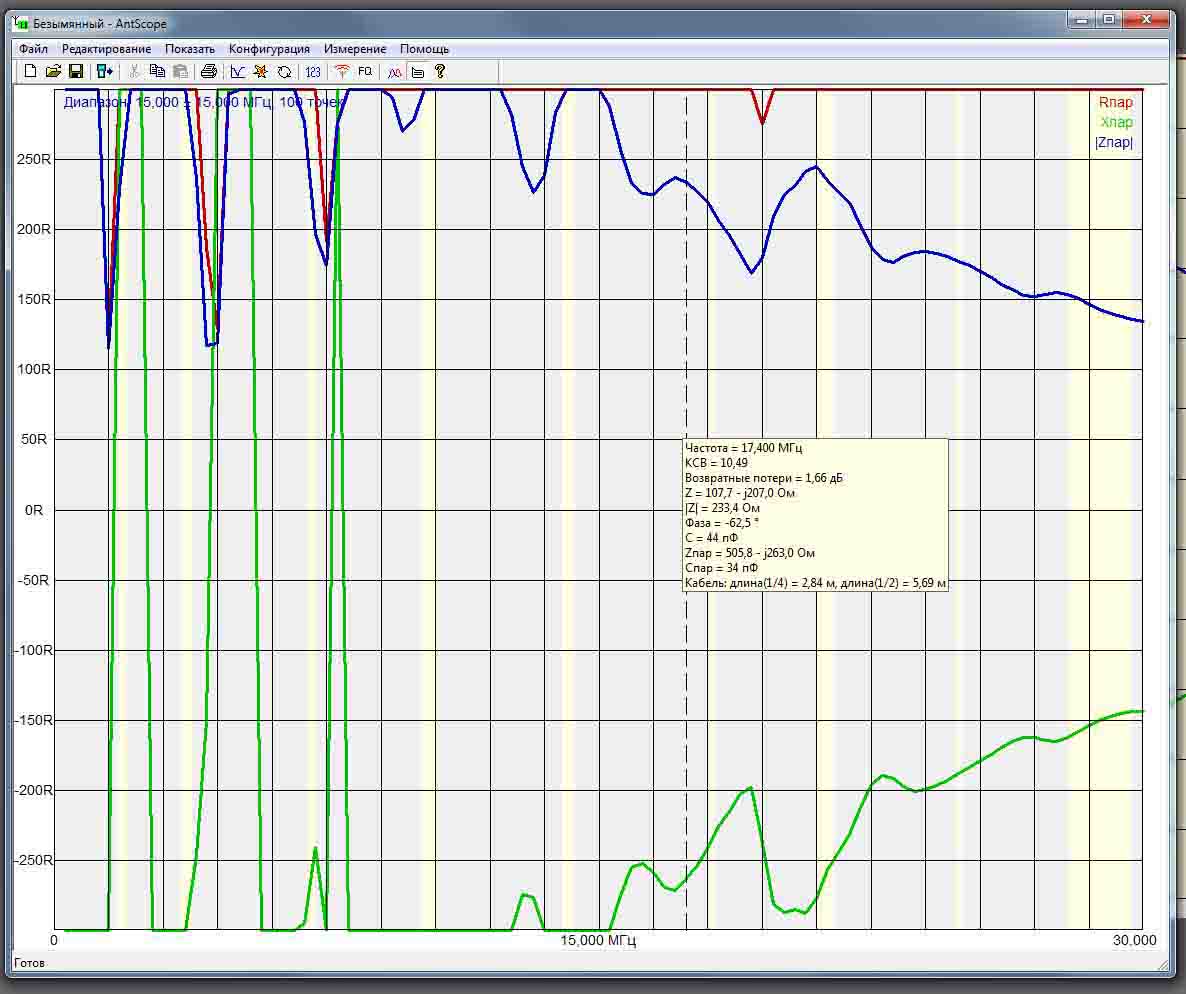 Безымянный - AntScope
Файл Редактирование Показать Конфигурация Измерение Помощь
123 FQ ?
Диапазон: 15,000 ± 15,000 МГц, 100 точек
Rпар
Xпар
|Zпар|
250R
200R
150R
100R
50R
0R
-50R
-100R
-150R
-200R
-250R
Частота = 17,400 МГц
КСВ = 10,49
Возвратные потери = 1,66 дБ
Z = 107,7 - j207,0 Ом
|Z| = 233,4 Ом
Фаза = -62,5 °
C = 44 пФ
Zпар = 505,8 - j263,0 Ом
Cпар = 34 пФ
Кабель: длина(1/4) = 2,84 м, длина(1/2) = 5,69 м
0 15,000 МГц 30,000
Готов